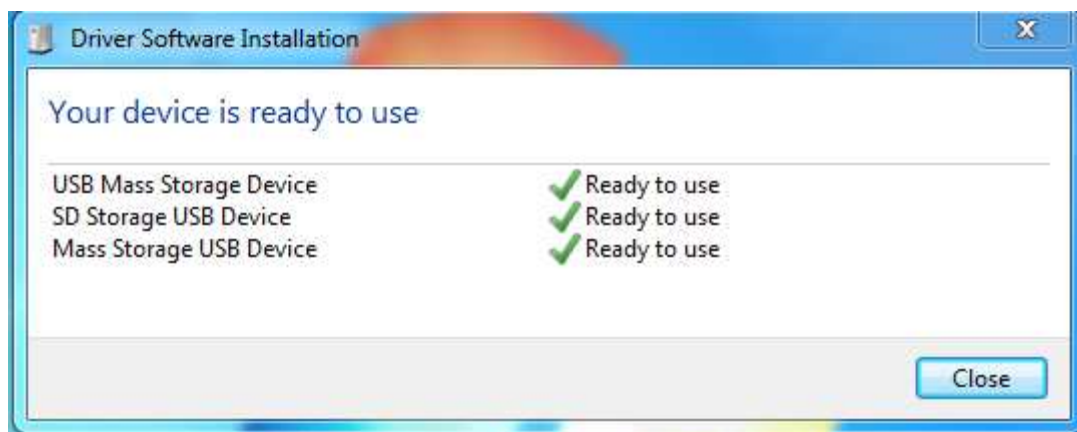 Driver Software Installation
Your device is ready to use
USB Mass Storage Device Ready to use
SD Storage USB Device Ready to use
Mass Storage USB Device Ready to use
Close